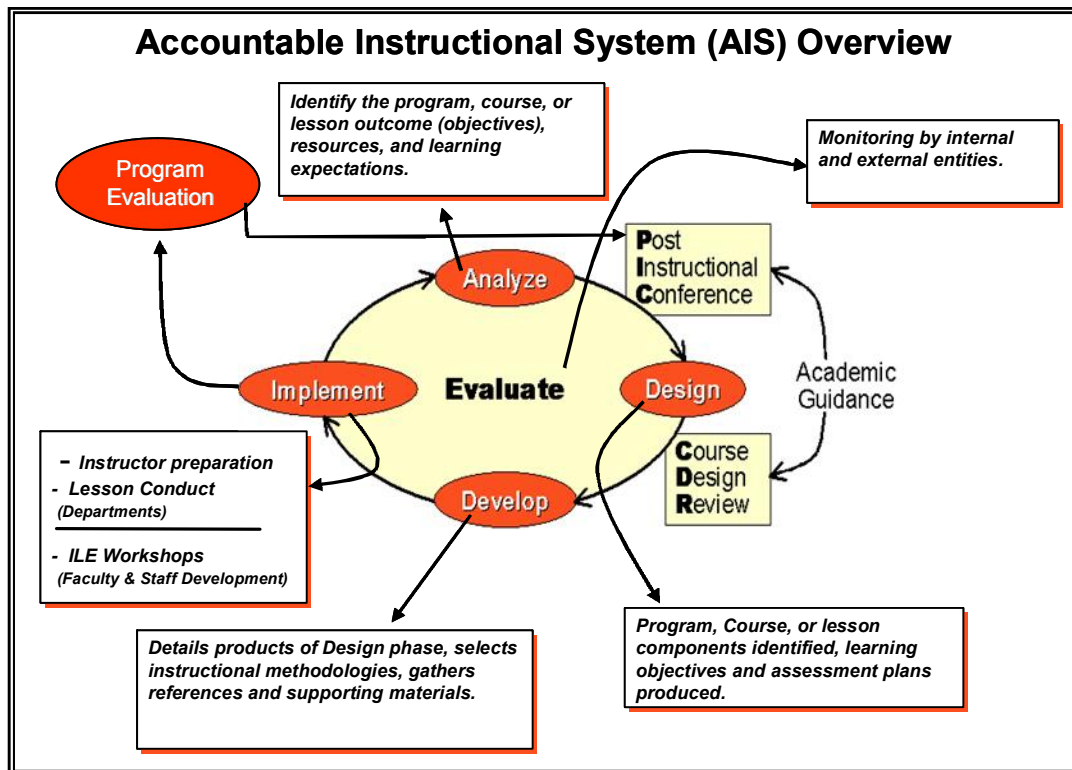 Accountable Instructional System (AIS) Overview
Identify the program, course, or
lesson outcome (objectives),
resources, and learning
expectations.
Monitoring by internal
and external entities.
Program
Evaluation
Post
Instructional
Conference
Analyze
Implement
Evaluate
Design
Academic
Guidance
Develop
Course
Design
Review
- Instructor preparation
- Lesson Conduct
(Departments)
- ILE Workshops
(Faculty & Staff Development)
Details products of Design phase, selects
instructional methodologies, gathers
references and supporting materials.
Program, Course, or lesson
components identified, learning
objectives and assessment plans
produced.